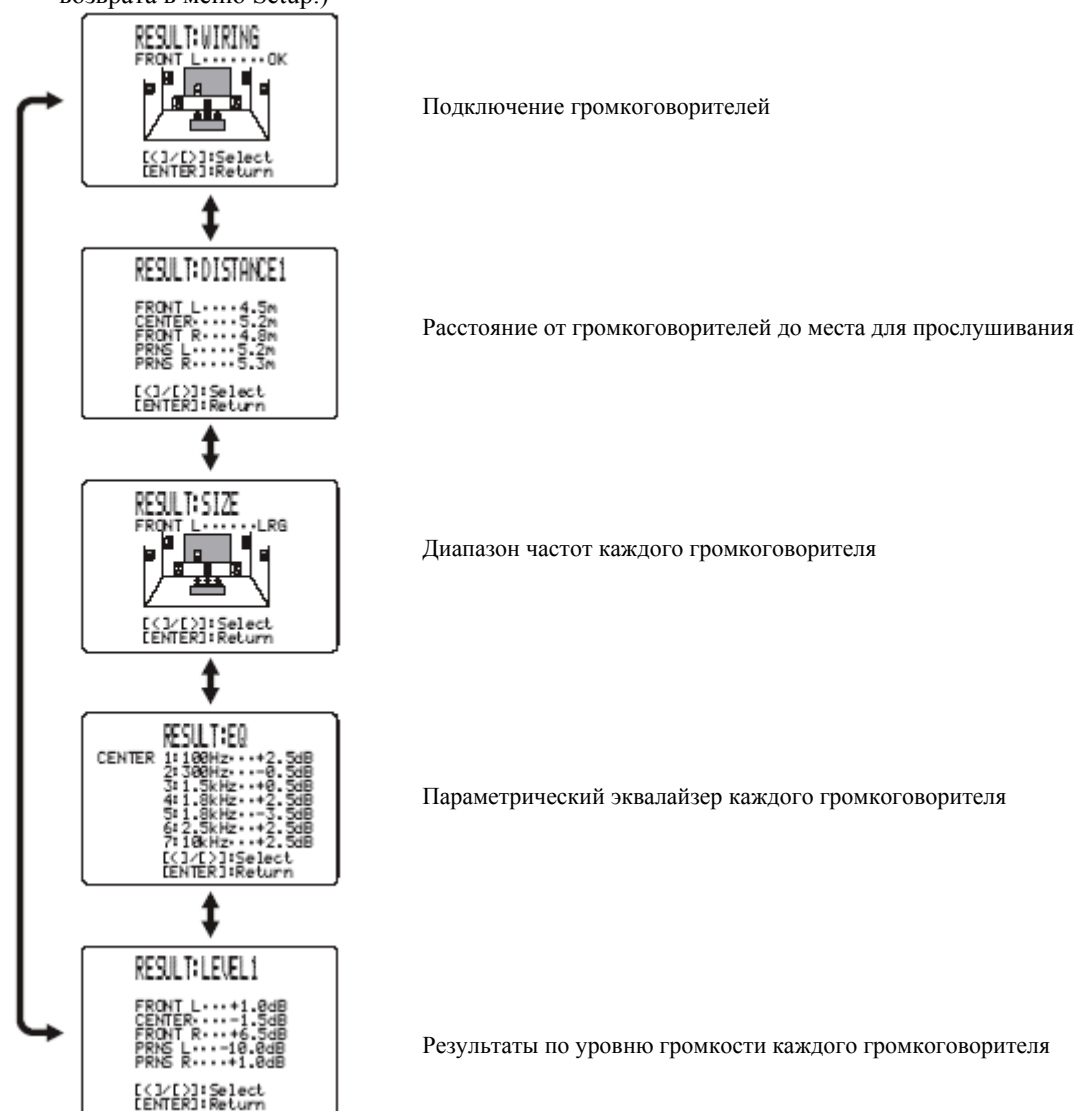 возврата в меню Setup.)
RESULT:WIRING
FRONT L·······OK
[<]/[>]:Select
[ENTER]:Return
Подключение громкоговорителей
RESULT:DISTANCE1
FRONT L····4.5m
CENTER·····5.2m
FRONT R····4.8m
PRNS L·····5.2m
PRNS R·····5.3m
[<]/[>]:Select
[ENTER]:Return
Расстояние от громкоговорителей до места для прослушивания
RESULT:SIZE
FRONT L······LRG
[<]/[>]:Select
[ENTER]:Return
Диапазон частот каждого громкоговорителя
RESULT:EQ
CENTER 1:100Hz···+2.5dB
2:300Hz···-0.5dB
3:1.5kHz··+0.5dB
4:1.8kHz··+2.5dB
5:1.8kHz··-3.5dB
6:2.5kHz··+2.5dB
7:10kHz···+2.5dB
[<]/[>]:Select
[ENTER]:Return
Параметрический эквалайзер каждого громкоговорителя
RESULT:LEVEL1
FRONT L···+1.0dB
CENTER····-1.5dB
FRONT R···+6.5dB
PRNS L···-10.0dB
PRNS R····+1.0dB
[<]/[>]:Select
[ENTER]:Return
Результаты по уровню громкости каждого громкоговорителя